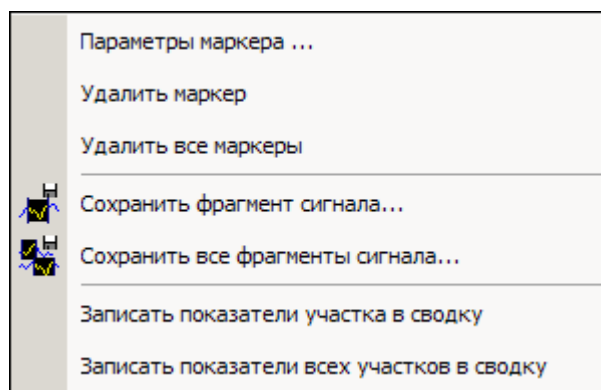 Параметры маркера ...
Удалить маркер
Удалить все маркеры
Сохранить фрагмент сигнала...
Сохранить все фрагменты сигнала...
Записать показатели участка в сводку
Записать показатели всех участков в сводку